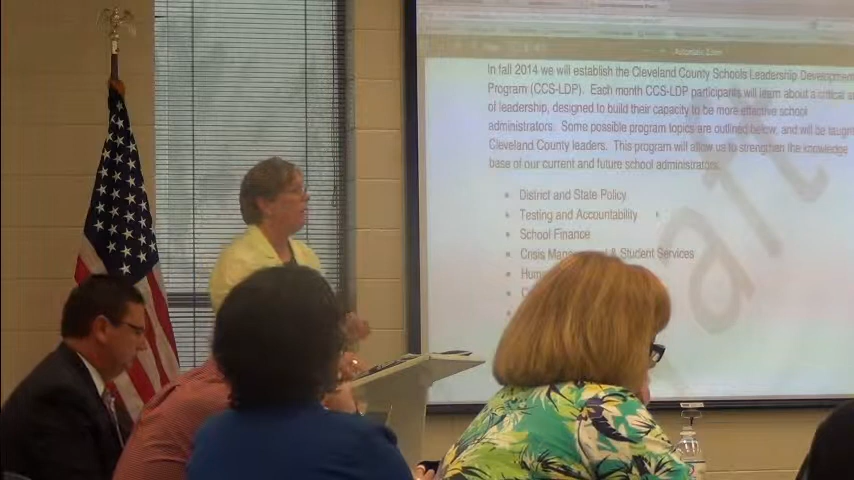 Automatic Zoom
In fall 2014 we will establish the Cleveland County Schools Leadership Development
Program (CCS-LDP). Each month CCS-LDP participants will learn about a critical
of leadership, designed to build their capacity to be more effective school
administrators. Some possible program topics are outlined below, and will be taught
Cleveland County leaders. This program will allow us to strengthen the knowledge
base of our current and future school administrators.
• District and State Policy
• Testing and Accountability
• School Finance
• Crisis & Student Services